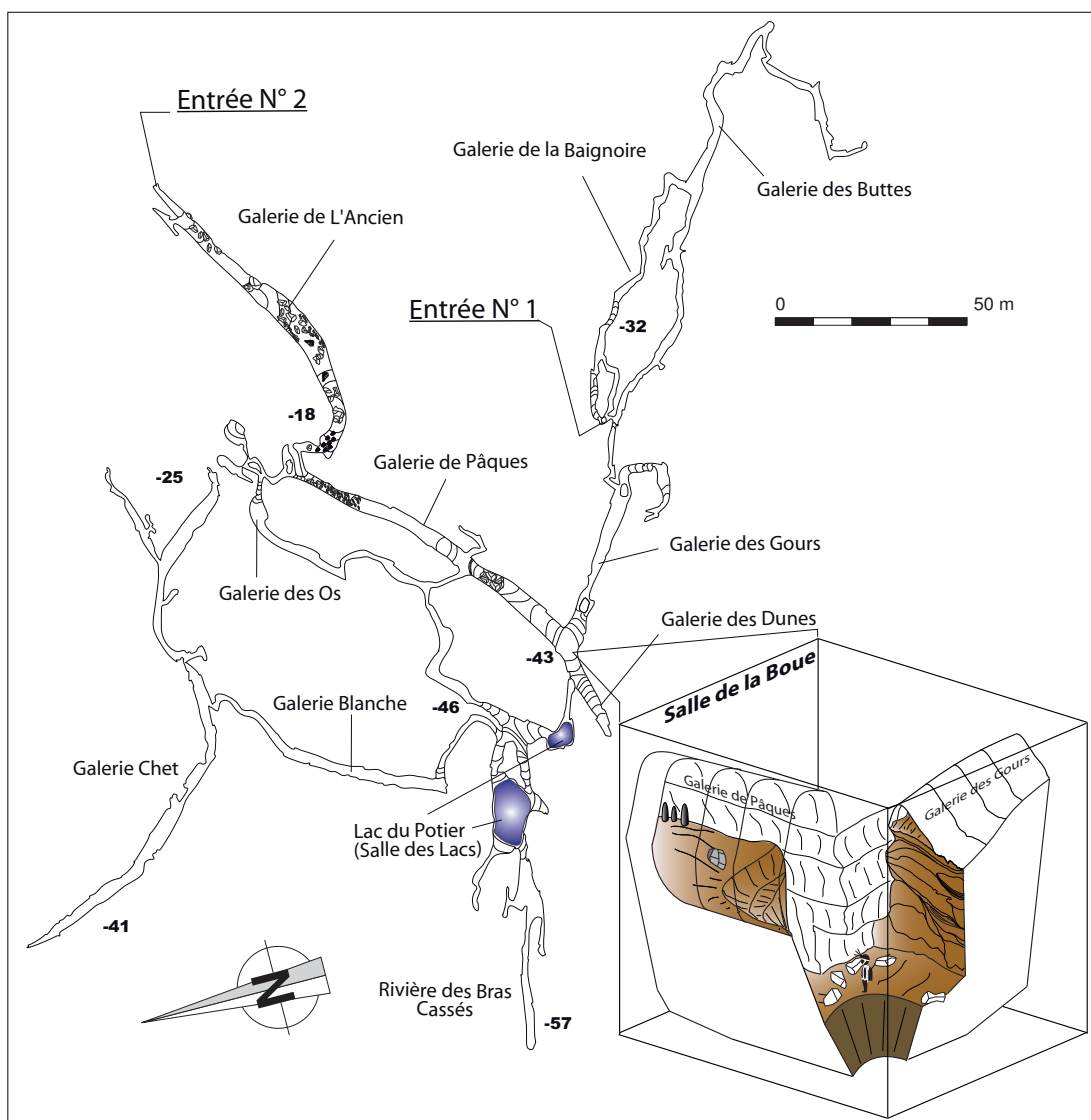 Entrée N° 2
Galerie de la Baignoire
Galerie des Buttes
Galerie de L'Ancien
0 50 m
Entrée N° 1
-32
-18
Galerie de Pâques
-25
Galerie des Gours
Galerie des Os
Galerie des Dunes
-43
Salle de la Boue
Galerie Blanche
-46
Galerie Chet
Galerie de Pâques
Galerie des Gours
Lac du Potier
(Salle des Lacs)
-41
N
Rivière des Bras
Cassés
-57